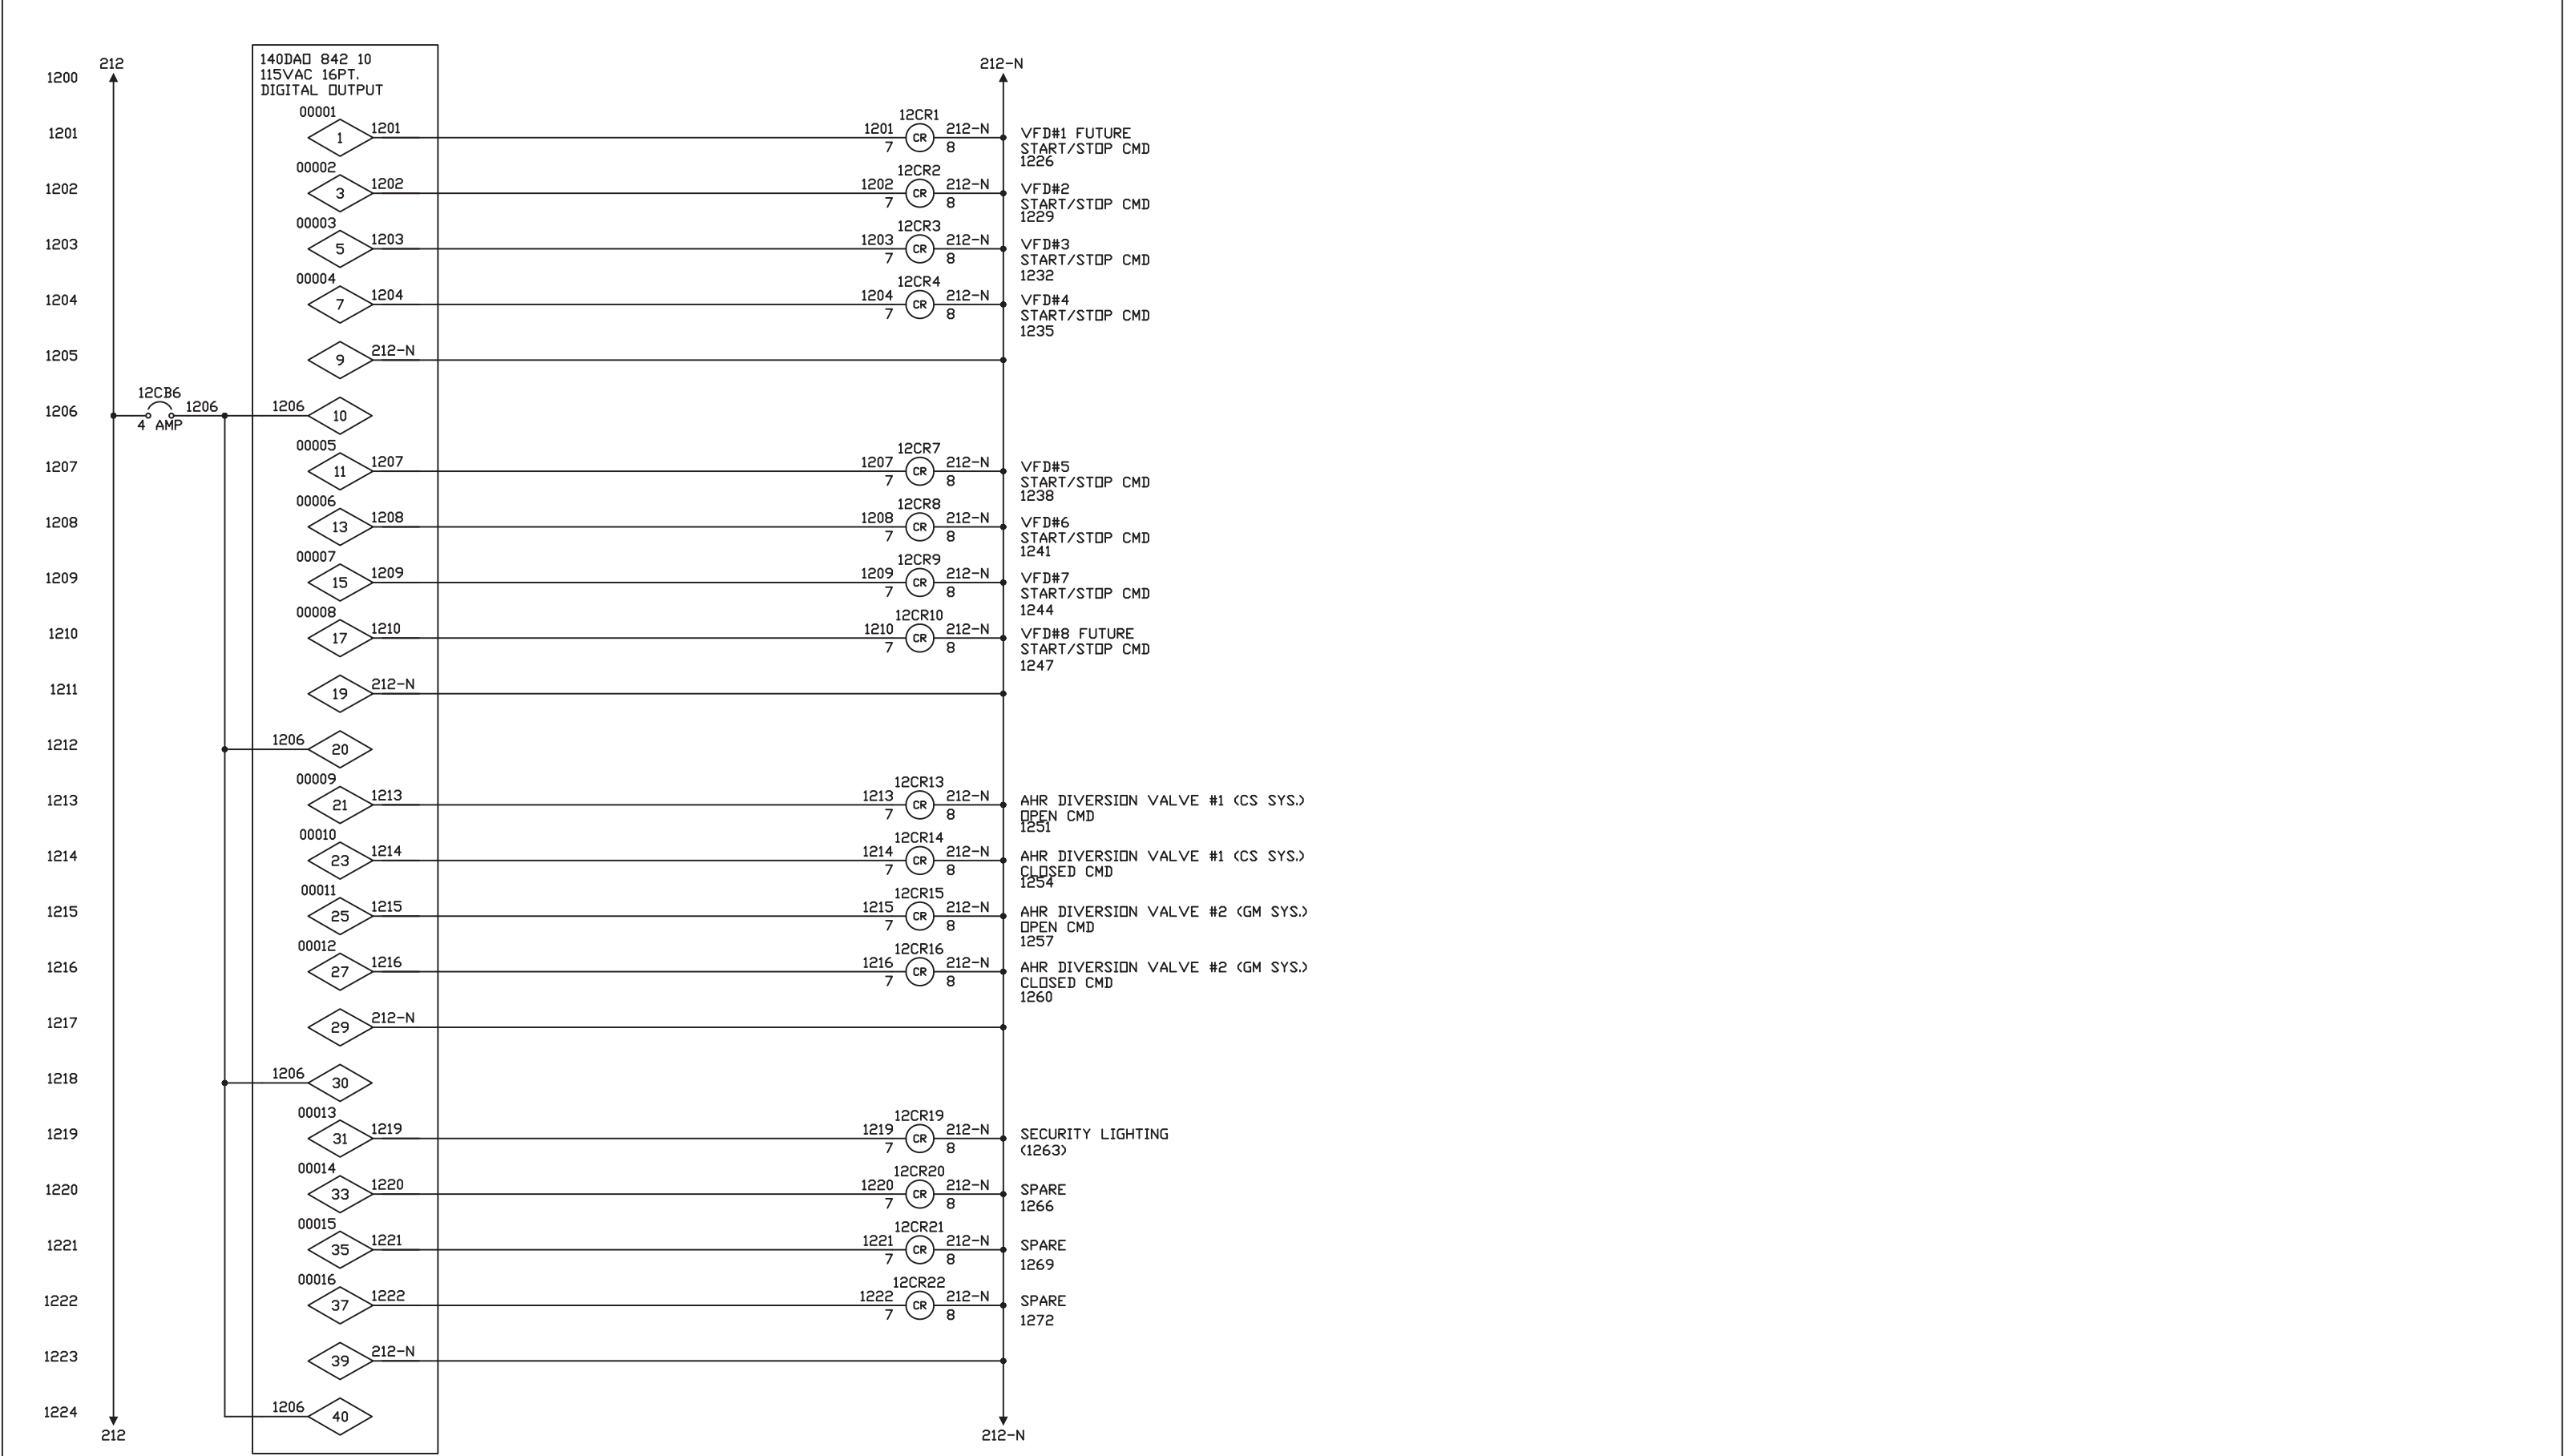 212
212-N
1200
140DAO 842 10
115VAC 16PT.
DIGITAL OUTPUT
00001
12CR1
1201
1
1201
1201
CR
212-N
7
8
VFD#1 FUTURE
START/STOP CMD
1226
00002
12CR2
1202
3
1202
1202
CR
212-N
7
8
VFD#2
START/STOP CMD
1229
00003
12CR3
1203
5
1203
1203
CR
212-N
7
8
VFD#3
START/STOP CMD
1232
00004
12CR4
1204
7
1204
1204
CR
212-N
7
8
VFD#4
START/STOP CMD
1235
1205
9
212-N
12CB6
1206
1206
1206
10
4 AMP
00005
12CR7
1207
11
1207
1207
CR
212-N
7
8
VFD#5
START/STOP CMD
1238
00006
12CR8
1208
13
1208
1208
CR
212-N
7
8
VFD#6
START/STOP CMD
1241
00007
12CR9
1209
15
1209
1209
CR
212-N
7
8
VFD#7
START/STOP CMD
1244
00008
12CR10
1210
17
1210
1210
CR
212-N
7
8
VFD#8 FUTURE
START/STOP CMD
1247
1211
19
212-N
1212
1206
20
00009
12CR13
1213
21
1213
1213
CR
212-N
7
8
AHR DIVERSION VALVE #1 (CS SYS.)
OPEN CMD
1251
00010
12CR14
1214
23
1214
1214
CR
212-N
7
8
AHR DIVERSION VALVE #1 (CS SYS.)
CLOSED CMD
1254
00011
12CR15
1215
25
1215
1215
CR
212-N
7
8
AHR DIVERSION VALVE #2 (GM SYS.)
OPEN CMD
1257
00012
12CR16
1216
27
1216
1216
CR
212-N
7
8
AHR DIVERSION VALVE #2 (GM SYS.)
CLOSED CMD
1260
1217
29
212-N
1218
1206
30
00013
12CR19
1219
31
1219
1219
CR
212-N
7
8
SECURITY LIGHTING
(1263)
00014
12CR20
1220
33
1220
1220
CR
212-N
7
8
SPARE
1266
00015
12CR21
1221
35
1221
1221
CR
212-N
7
8
SPARE
1269
00016
12CR22
1222
37
1222
1222
CR
212-N
7
8
SPARE
1272
1223
39
212-N
1224
1206
40
212
212-N